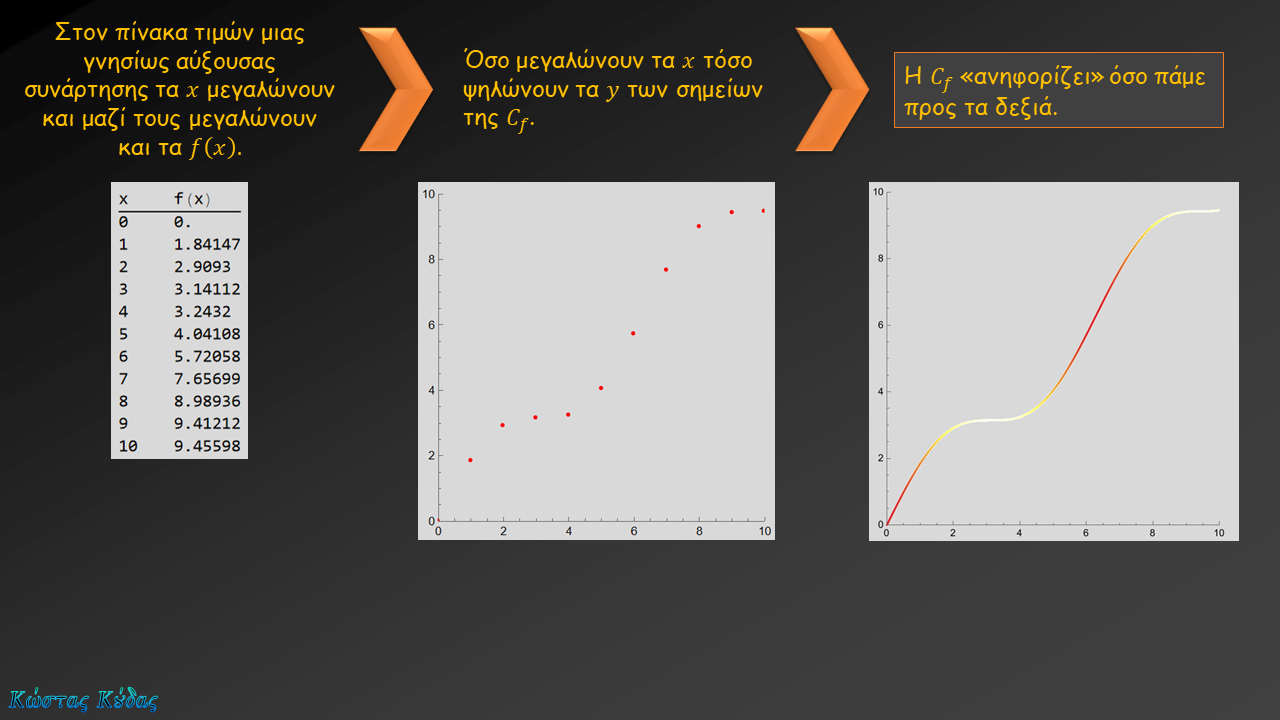 Στον πίνακα τιμών μιας
γνησίως αύξουσας
συνάρτησης τα 𝑥 μεγαλώνουν
και μαζί τους μεγαλώνουν
και τα 𝑓(𝑥).
Όσο μεγαλώνουν τα 𝑥 τόσο
ψηλώνουν τα 𝑦 των σημείων
της 𝐶𝑓.
Η 𝐶𝑓 «ανηφορίζει» όσο πάμε
προς τα δεξιά.
x f(x)
0 0.
1 1.84147
2 2.9093
3 3.14112
4 3.2432
5 4.04108
6 5.72058
7 7.65699
8 8.98936
9 9.41212
10 9.45598
10
8
6
4
2
0
0 2 4 6 8 10
10
8
6
4
2
0
0 2 4 6 8 10
Κώστας Κύδας